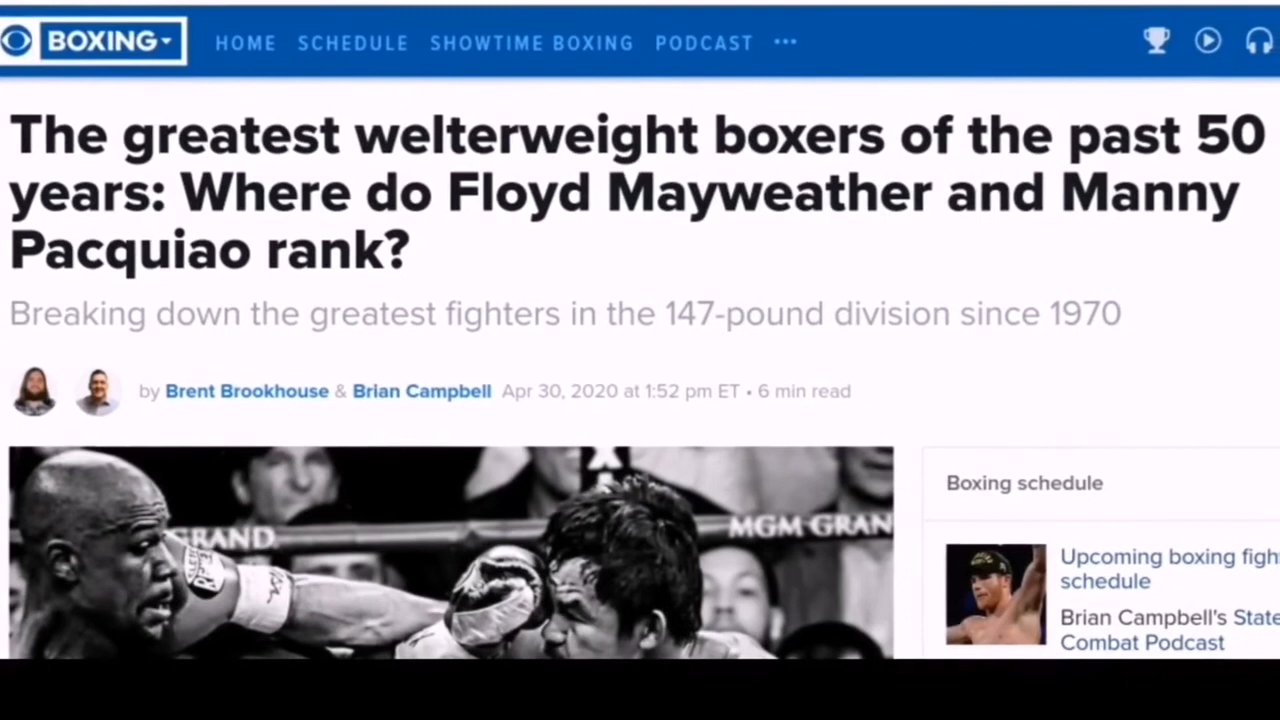 BOXING
HOME SCHEDULE SHOWTIME BOXING PODCAST •••
The greatest welterweight boxers of the past 50
years: Where do Floyd Mayweather and Manny
Pacquiao rank?
Breaking down the greatest fighters in the 147-pound division since 1970
by Brent Brookhouse & Brian Campbell Apr 30, 2020 at 1:52 pm ET • 6 min read
GRAND
MGM GRAN
Boxing schedule
Upcoming boxing figh
schedule
Brian Campbell's State
Combat Podcast